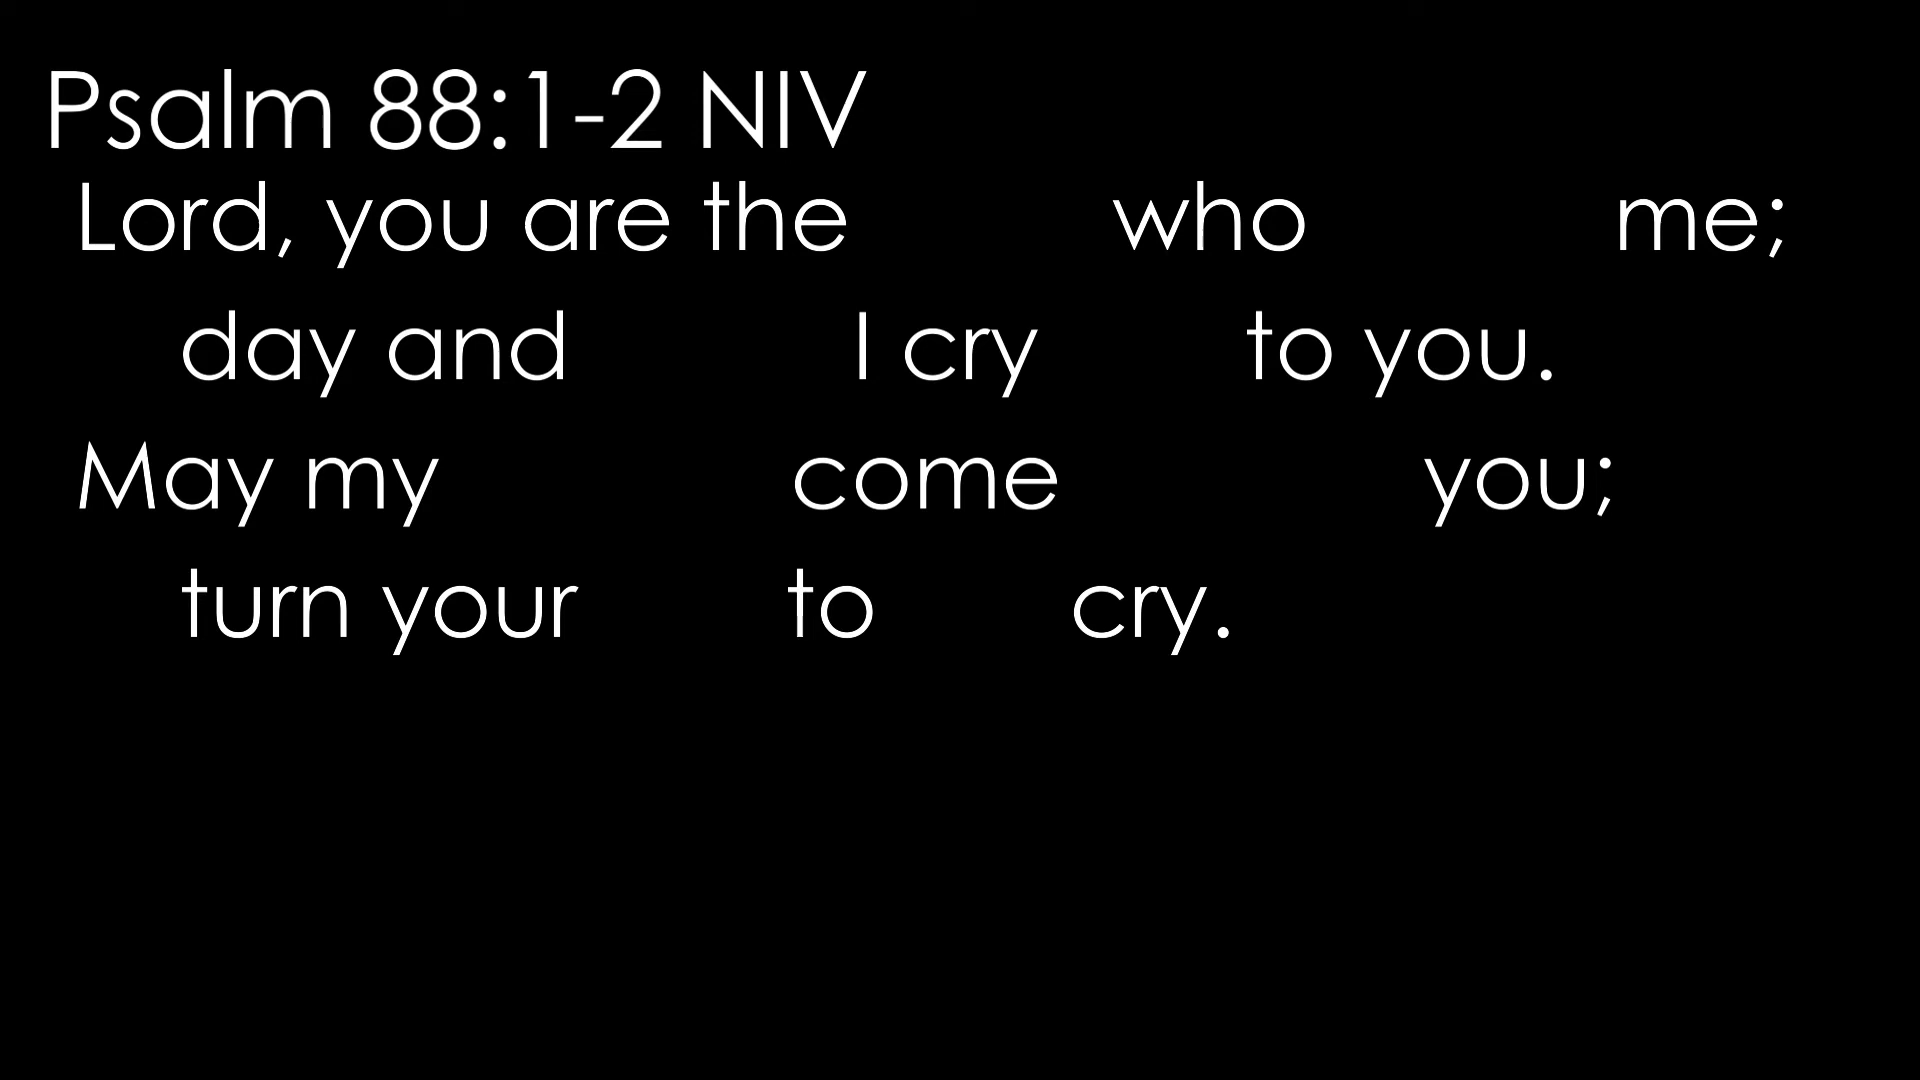 Psalm 88:1-2 NIV
Lord, you are the who me;
day and I cry to you.
May my come you;
turn your to cry.